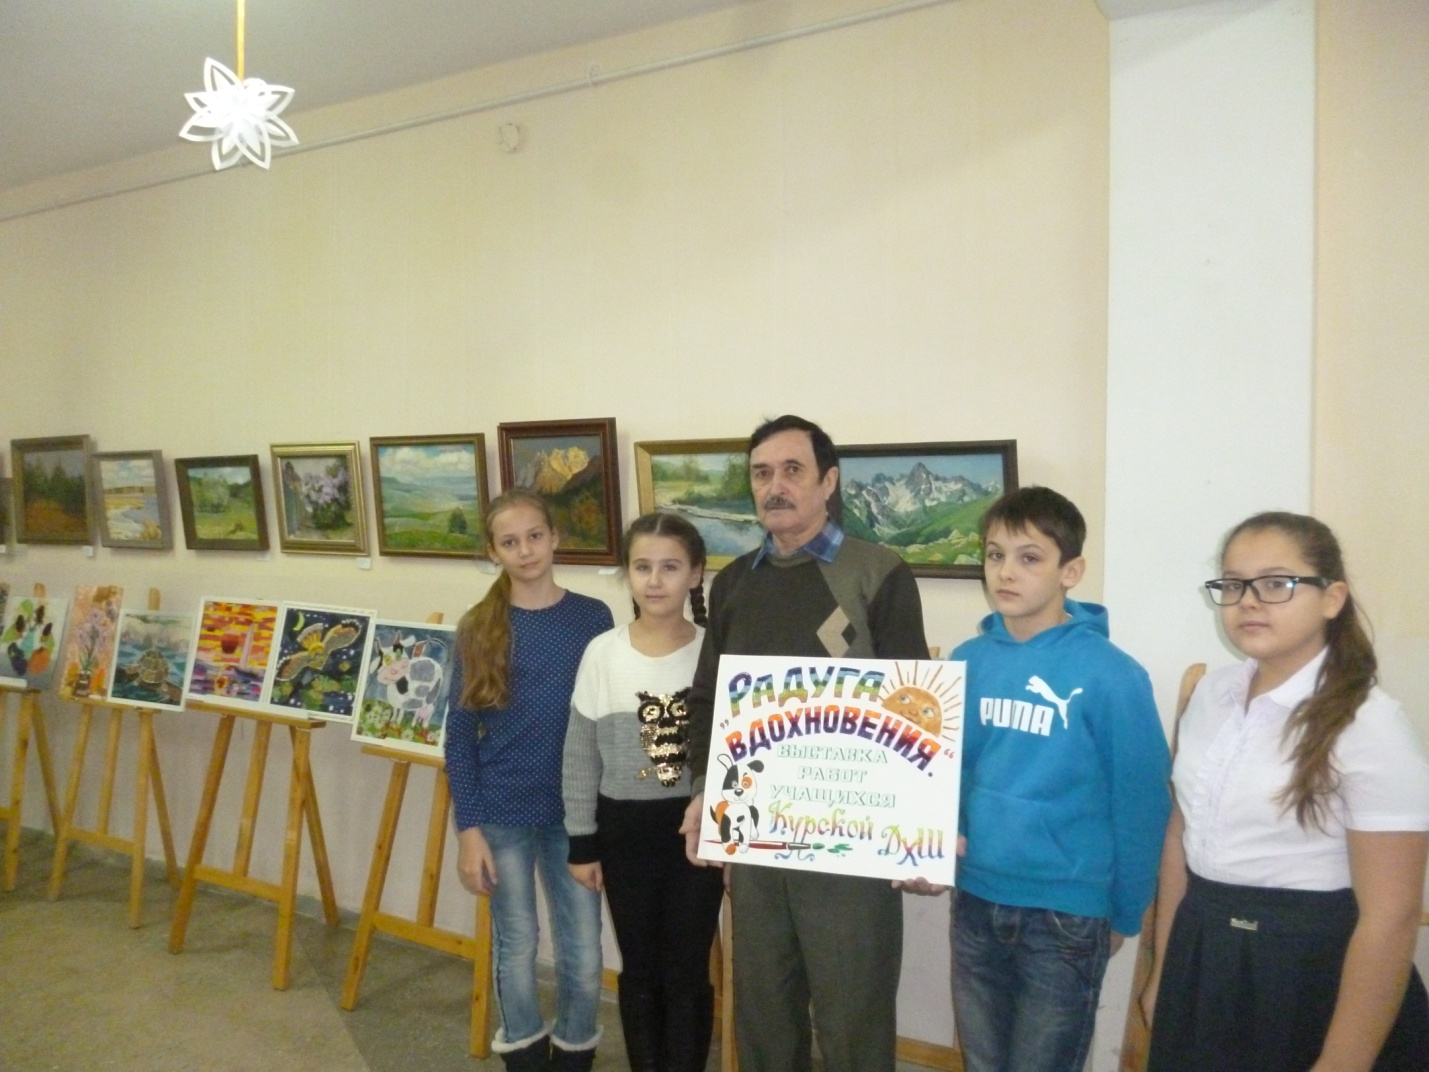 „РАДУГА
ВДОХНОВЕНИЯ.“
ВЫСТАВКА
РАБОТ
УЧАЩИХСЯ
Курской ДХШ
PUMA